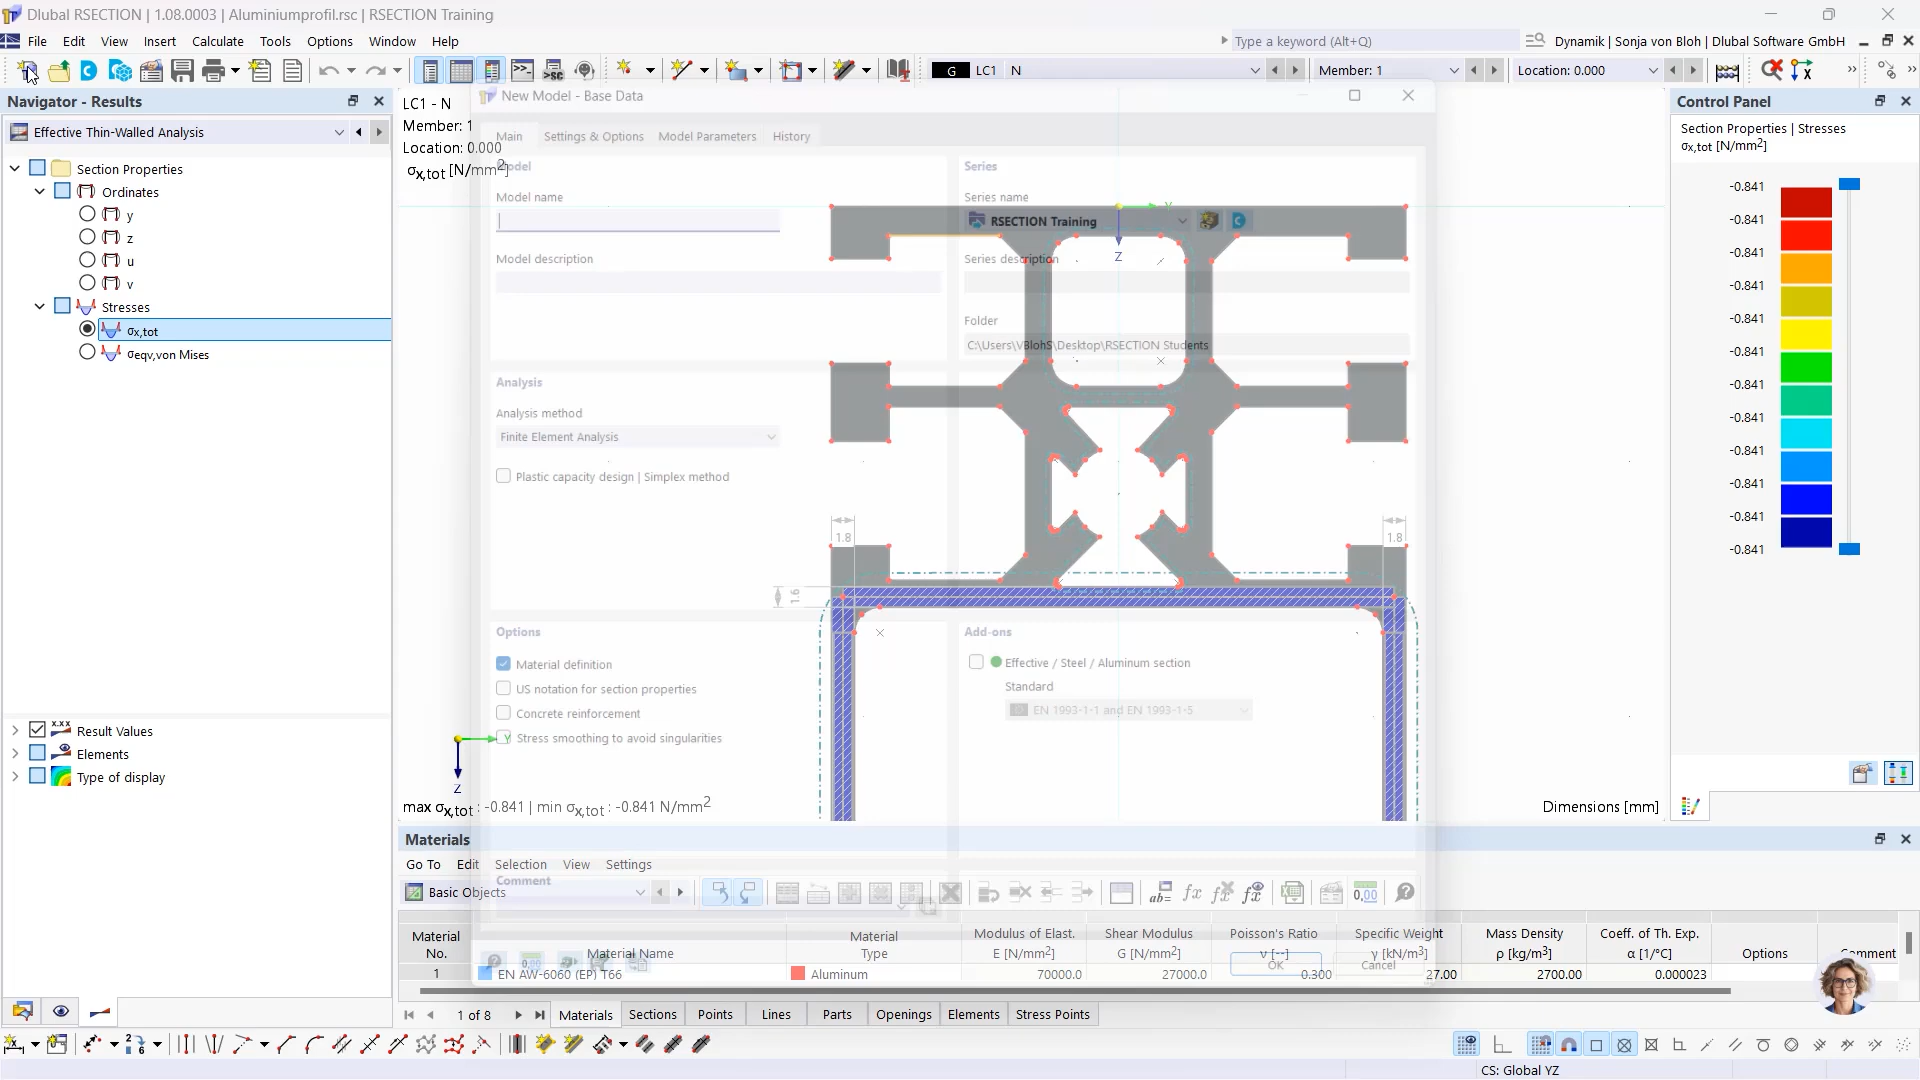 Dlubal RSECTION | 1.08.0003 | Aluminiumprofil.rsc | RSECTION Training
File Edit View Insert Calculate Tools Options Window Help
Type a keyword (Alt+Q)
Dynamik | Sonja von Bloh | Dlubal Software GmbH
G LC1 N
Member: 1
Location: 0.000
Navigator - Results
Effective Thin-Walled Analysis
Section Properties
Ordinates
y
z
u
v
Stresses
σx,tot
σeqv,von Mises
x.xx Result Values
Elements
Type of display
LC1 - N
Member: 1
Location: 0.000
σx,tot [N/mm2]
New Model - Base Data
Main Settings & Options Model Parameters History
Model name
Model description
Analysis
Analysis method
Finite Element Analysis
Plastic capacity design | Simplex method
Options
Material definition
US notation for section properties
Concrete reinforcement
Stress smoothing to avoid singularities
Comment
Series
Series name
RSECTION Training
Series description
Folder
C:\Users\VBlohS\Desktop\RSECTION Students
Add-ons
Effective / Steel / Aluminum section
Standard
EN 1993-1-1 and EN 1993-1-5
OK
Cancel
Y
Z
1.8
1.8
1.6
Y
Z
max σx,tot : -0.841 | min σx,tot : -0.841 N/mm2
Dimensions [mm]
Control Panel
Section Properties | Stresses
σx,tot [N/mm2]
-0.841
-0.841
-0.841
-0.841
-0.841
-0.841
-0.841
-0.841
-0.841
-0.841
-0.841
-0.841
Materials
Go To Edit Selection View Settings
Basic Objects
Material No.
Material Name
Material Type
Modulus of Elast. E [N/mm2]
Shear Modulus G [N/mm2]
Poisson's Ratio ν [--]
Specific Weight γ [kN/m3]
Mass Density ρ [kg/m3]
Coeff. of Th. Exp. α [1/°C]
Options
1 EN AW-6060 (EP) T66 Aluminum 70000.0 27000.0 0.300 27.00 2700.00 0.000023
1 of 8
Materials Sections Points Lines Parts Openings Elements Stress Points
CS: Global YZ